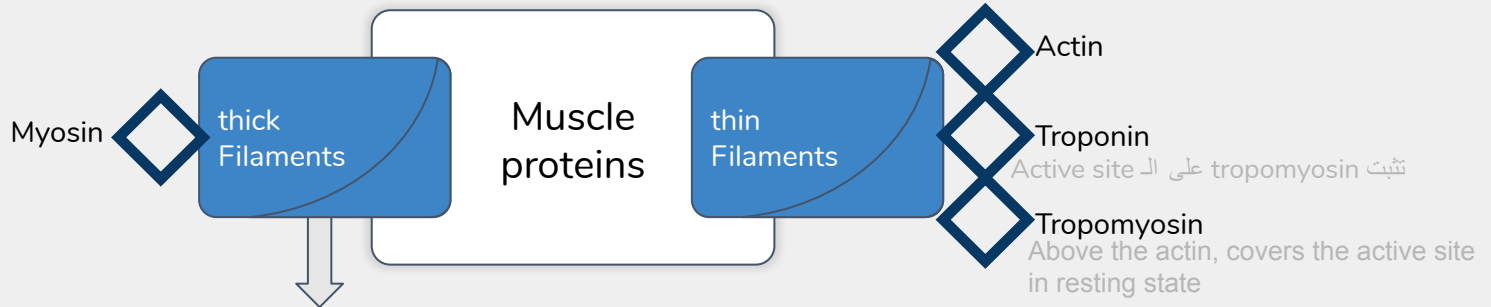 Myosin
thick
Filaments
Muscle
proteins
thin
Filaments
Actin
Troponin
تثبت tropomyosin على الـ Active site
Tropomyosin
Above the actin, covers the active site
in resting state